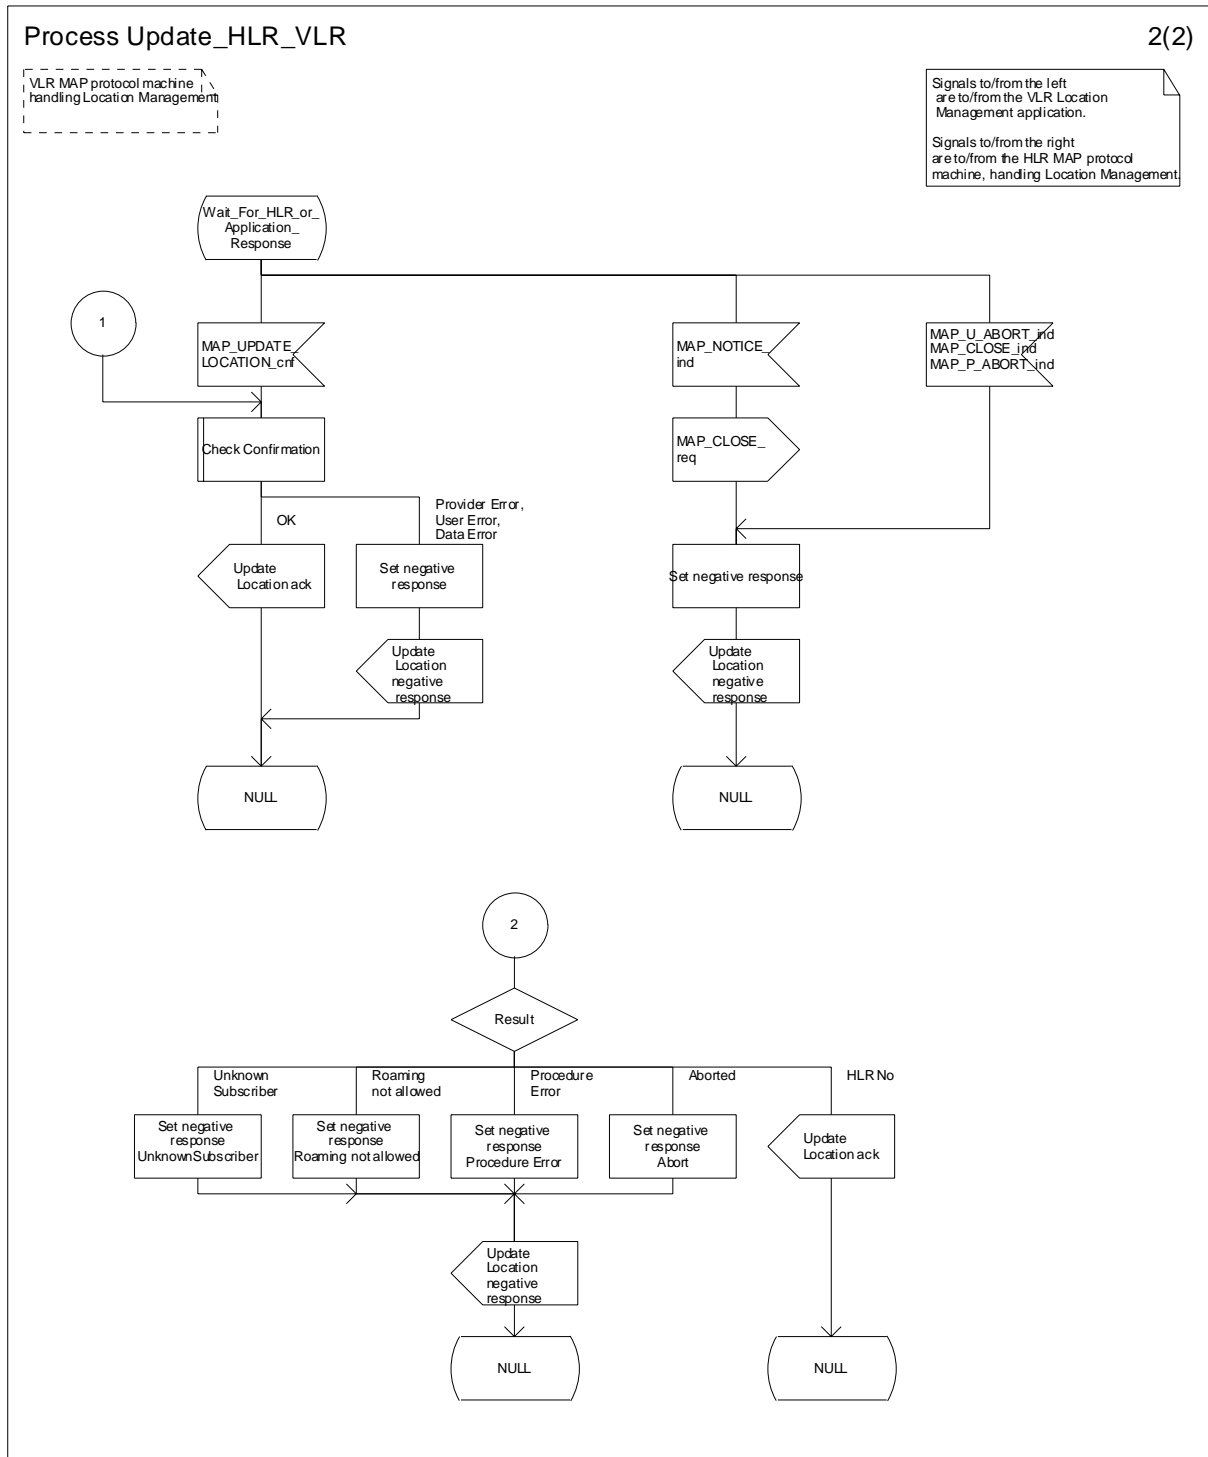 Process Update_HLR_VLR
2(2)
VLR MAP protocol machine
handling Location Management
Signals to/from the left
are to/from the VLR Location
Management application.
Signals to/from the right
are to/from the HLR MAP protocol
machine, handling Location Management.
Wait_For_HLR_or_
Application_
Response
1
MAP_UPDATE_
LOCATION_cnf
MAP_NOTICE_
ind
MAP_U_ABORT_ind
MAP_CLOSE_ind
MAP_P_ABORT_ind
Check Confirmation
MAP_CLOSE_
req
OK
Provider Error,
User Error,
Data Error
Update
Location ack
Set negative
response
Set negative response
Update
Location
negative
response
Update
Location
negative
response
NULL
NULL
2
Result
Unknown
Subscriber
Roaming
not allowed
Procedure
Error
Aborted
HLR No
Set negative
response
UnknownSubscriber
Set negative
response
Roaming not allowed
Set negative
response
Procedure Error
Set negative
response
Abort
Update
Location ack
Update
Location
negative
response
NULL
NULL